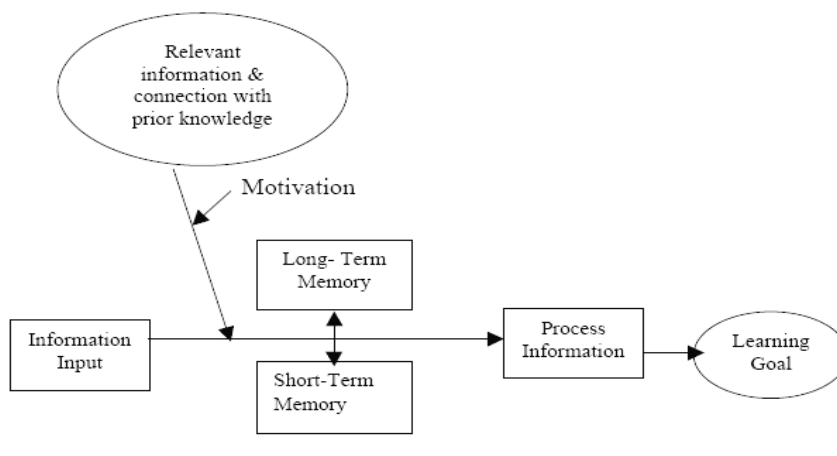 Relevant
information &
connection with
prior knowledge
Motivation
Long- Term
Memory
Information
Input
Short-Term
Memory
Process
Information
Learning
Goal